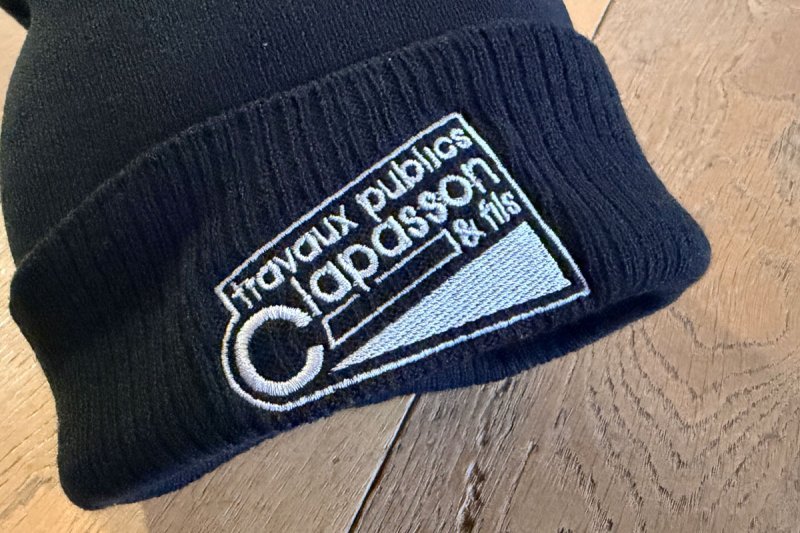 travaux publics
Clapasson
& fils